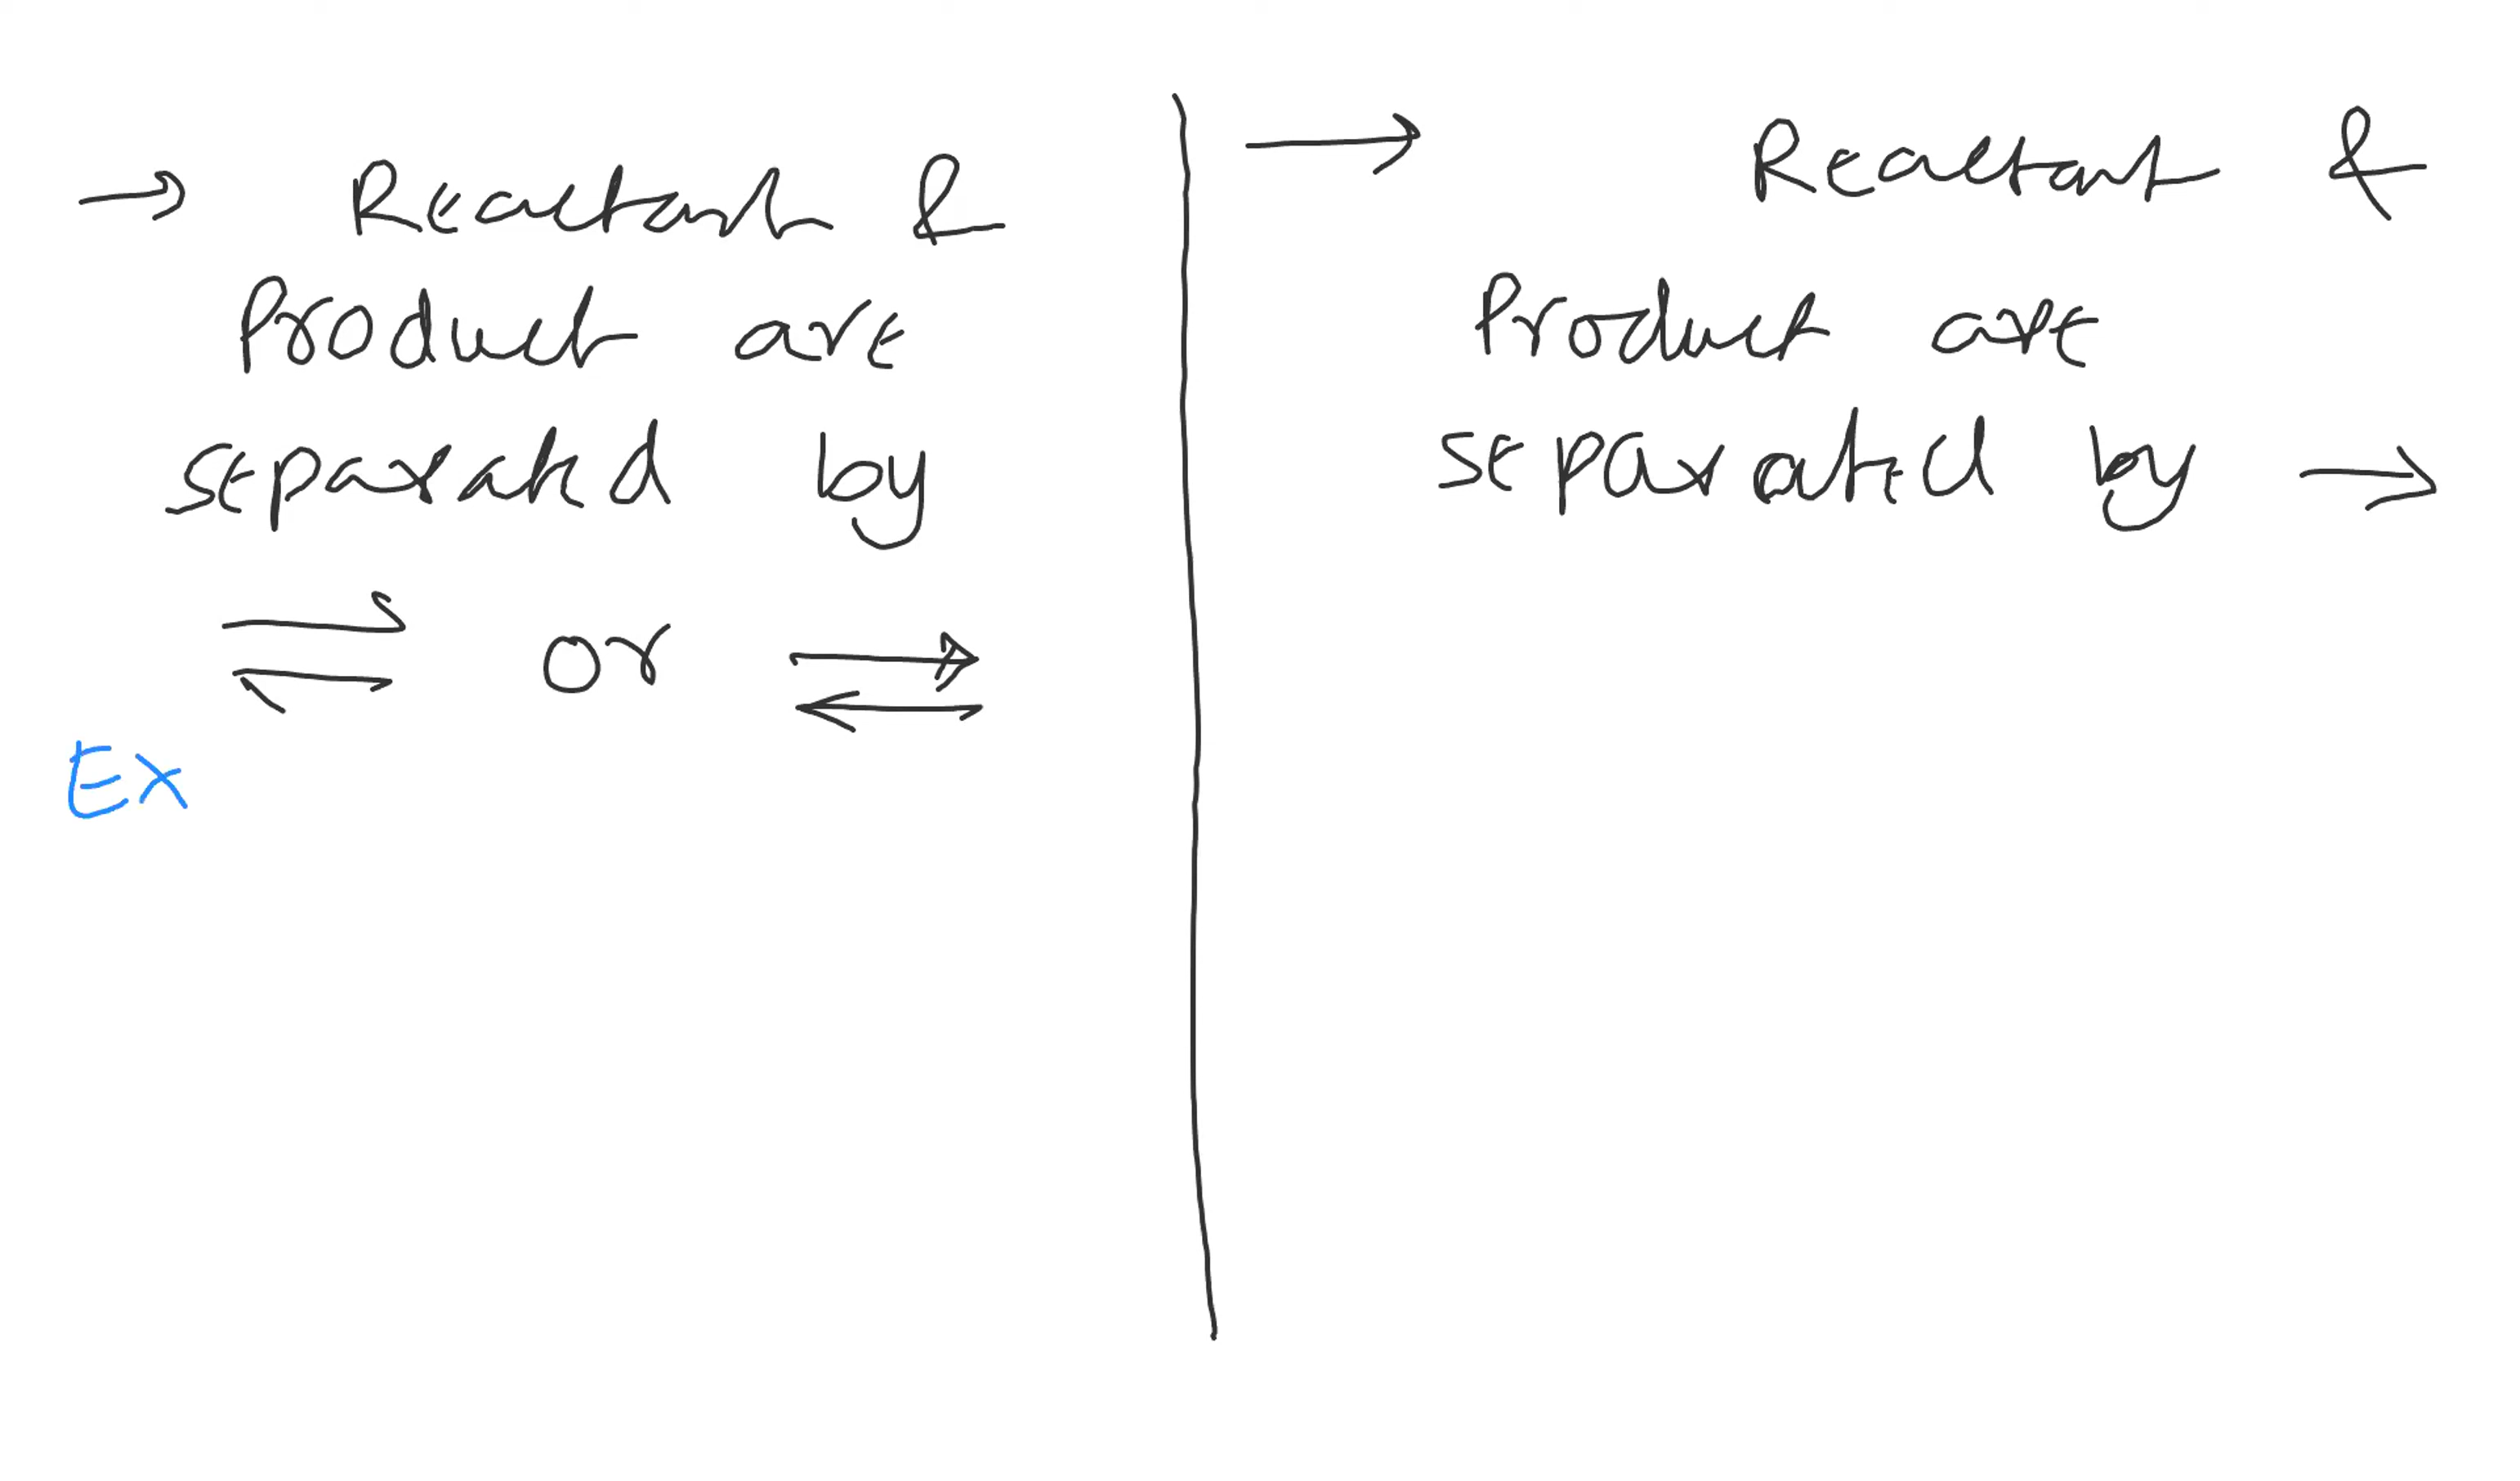 → Reactant &
Product are
separated by
⇌ or ⇄
Ex
→ Reactant &
Product are
separated by →